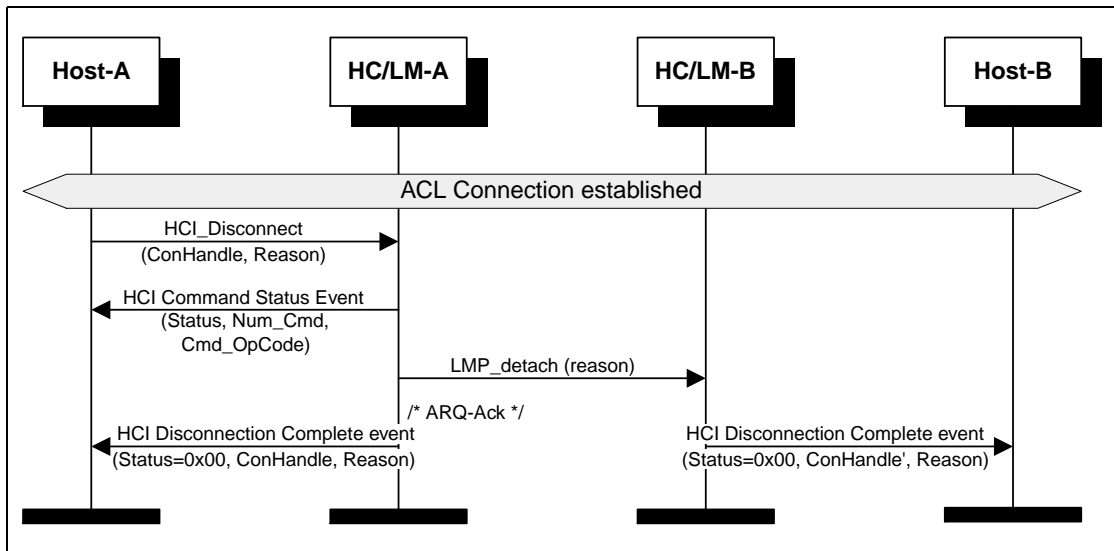 Host-A
HC/LM-A
HC/LM-B
Host-B
ACL Connection established
HCI_Disconnect
(ConHandle, Reason)
HCI Command Status Event
(Status, Num_Cmd,
Cmd_OpCode)
LMP_detach (reason)
/* ARQ-Ack */
HCI Disconnection Complete event
(Status=0x00, ConHandle, Reason)
HCI Disconnection Complete event
(Status=0x00, ConHandle', Reason)